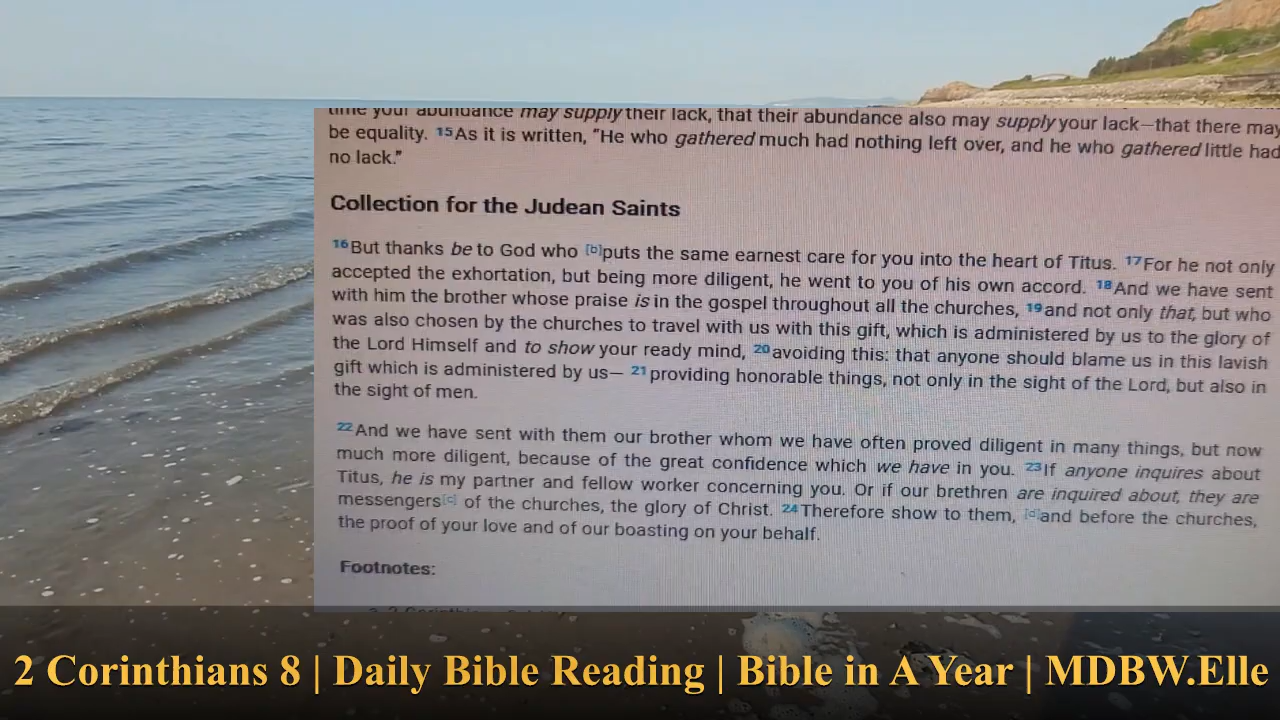 time your abundance may supply their lack, that their abundance also may supply your lack—that there may
be equality. 15As it is written, “He who gathered much had nothing left over, and he who gathered little had
no lack.”
Collection for the Judean Saints
16But thanks be to God who [b]puts the same earnest care for you into the heart of Titus. 17For he not only
accepted the exhortation, but being more diligent, he went to you of his own accord. 18And we have sent
with him the brother whose praise is in the gospel throughout all the churches, 19and not only that, but who
was also chosen by the churches to travel with us with this gift, which is administered by us to the glory of
the Lord Himself and to show your ready mind, 20avoiding this: that anyone should blame us in this lavish
gift which is administered by us— 21providing honorable things, not only in the sight of the Lord, but also in
the sight of men.
22And we have sent with them our brother whom we have often proved diligent in many things, but now
much more diligent, because of the great confidence which we have in you. 23If anyone inquires about
Titus, he is my partner and fellow worker concerning you. Or if our brethren are inquired about, they are
messengers[c] of the churches, the glory of Christ. 24Therefore show to them, [d]and before the churches,
the proof of your love and of our boasting on your behalf.
Footnotes:
2 Corinthians 8 | Daily Bible Reading | Bible in A Year | MDBW.Elle